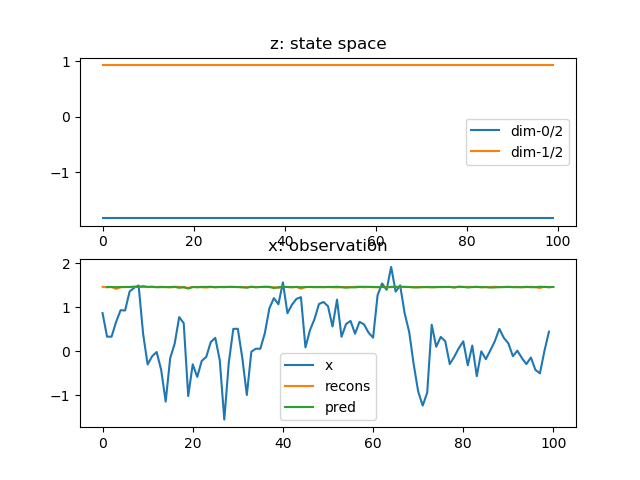 z: state space
1
0
−1
dim-0/2
dim-1/2
0 20 40 60 80 100
x: observation
2
1
0
−1
x
recons
pred
0 20 40 60 80 100